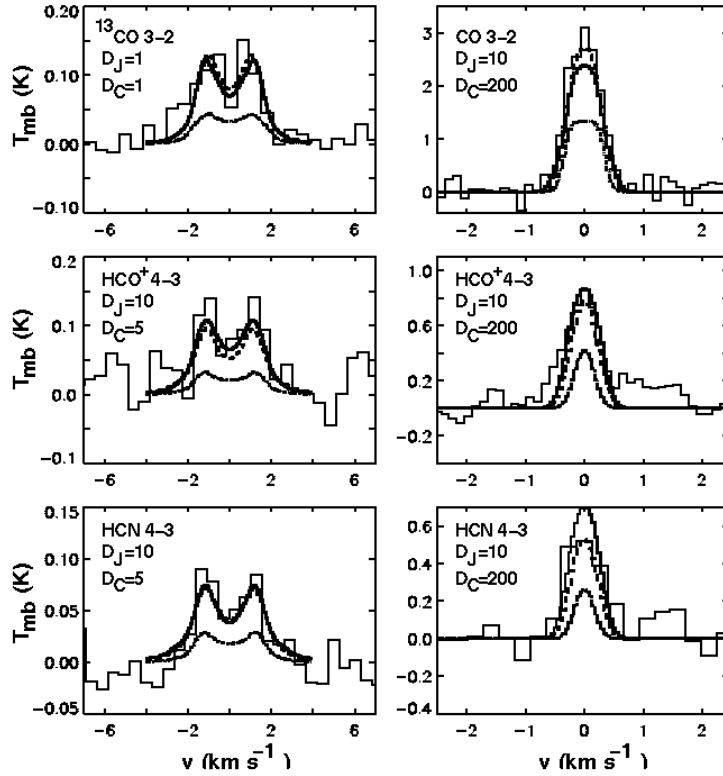 ¹³CO 3-2
D_J=1
D_C=1
T_mb (K)
0.20
0.10
0.00
-0.10
-6 -2 2 6
CO 3-2
D_J=10
D_C=200
3
2
1
0
-2 -1 0 1 2
HCO⁺4-3
D_J=10
D_C=5
T_mb (K)
0.2
0.1
0.0
-0.1
-6 -2 2 6
HCO⁺4-3
D_J=10
D_C=200
1.0
0.6
0.2
-0.2
-2 -1 0 1 2
HCN 4-3
D_J=10
D_C=5
T_mb (K)
0.15
0.10
0.05
0.00
-0.05
-6 -2 2 6
v (km s⁻¹)
HCN 4-3
D_J=10
D_C=200
0.6
0.4
0.2
0.0
-0.2
-0.4
-2 -1 0 1 2
v (km s⁻¹)